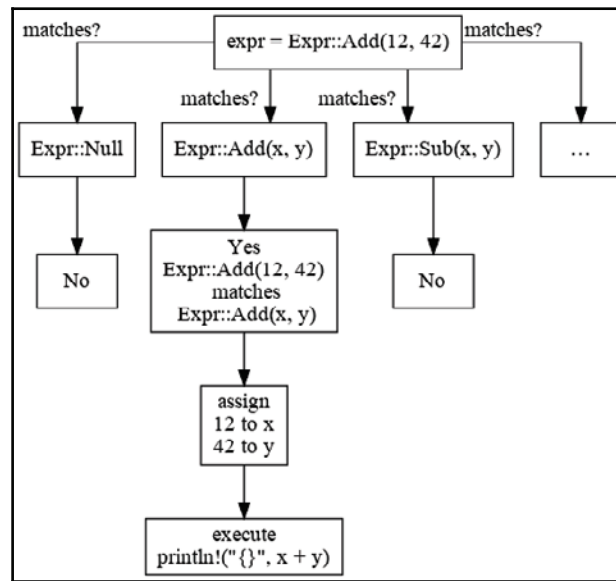 matches?
expr = Expr::Add(12, 42)
matches?
matches?
matches?
Expr::Null
Expr::Add(x, y)
Expr::Sub(x, y)
...
No
Yes
Expr::Add(12, 42)
matches
Expr::Add(x, y)
No
assign
12 to x
42 to y
execute
println!("{}", x + y)